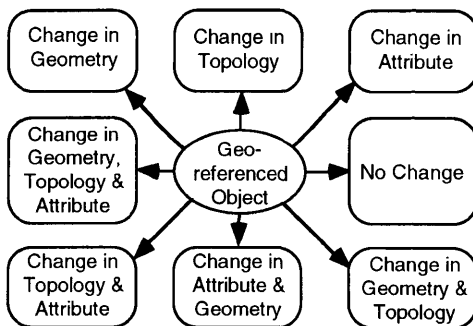 Change in
Geometry
Change in
Topology
Change in
Attribute
Change in
Geometry,
Topology &
Attribute
Geo-
referenced
Object
No Change
Change in
Topology &
Attribute
Change in
Attribute &
Geometry
Change in
Geometry &
Topology